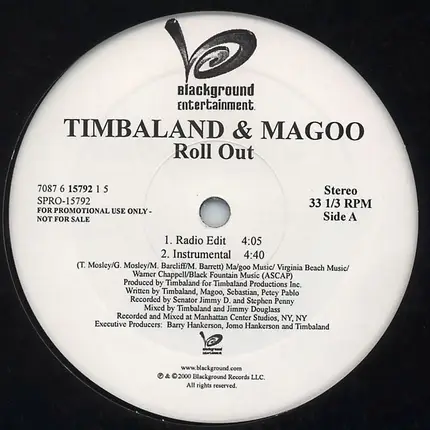 Blackground
Entertainment.
TIMBALAND & MAGOO
Roll Out
7087 6 15792 1 5
SPRO-15792
FOR PROMOTIONAL USE ONLY -
NOT FOR SALE
Stereo
33 1/3 RPM
Side A
1. Radio Edit 4:05
2. Instrumental 4:40
(T. Mosley/G. Mosley/M. Barcliff/M. Barrett) Ma/goo Music/ Virginia Beach Music/
Warner Chappell/Black Fountain Music (ASCAP)
Produced by Timbaland for Timbaland Productions Inc.
Written by Timbaland, Magoo, Sebastian, Petey Pablo
Recorded by Senator Jimmy D. and Stephen Penny
Mixed by Timbaland and Jimmy Douglass
Recorded and Mixed at Manhattan Center Studios, NY, NY
Executive Producers: Barry Hankerson, Jomo Hankerson and Timbaland
Blackground
Entertainment
www.blackground.com
℗ & ©2000 Blackground Records LLC.
All rights reserved.